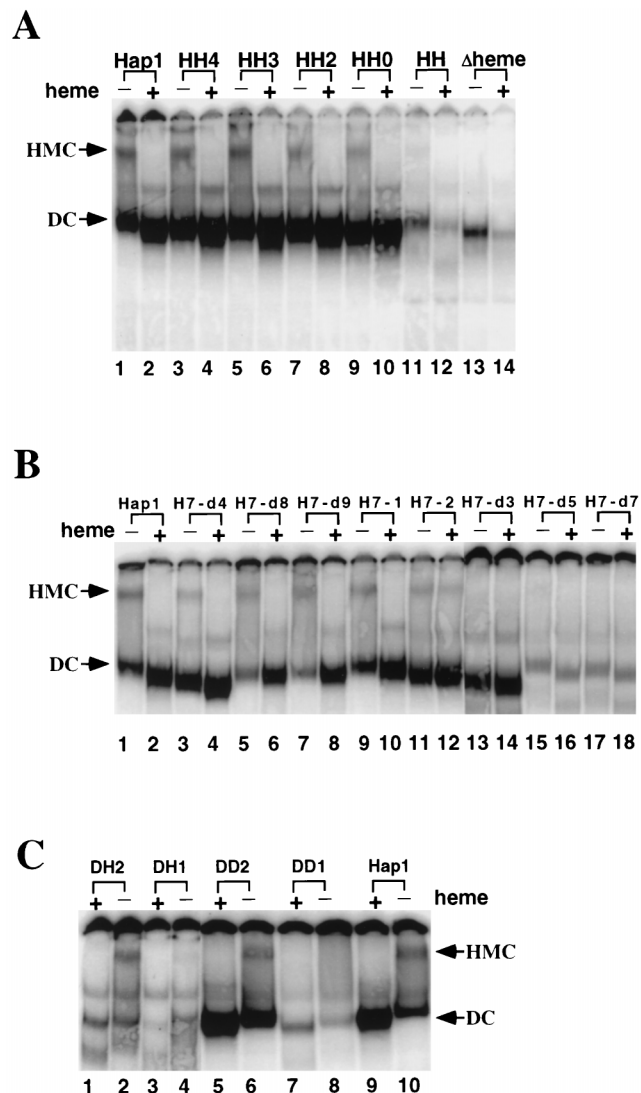 A
Hap1 HH4 HH3 HH2 HH0 HH Δheme
heme − + − + − + − + − + − + − +
HMC
DC
1 2 3 4 5 6 7 8 9 10 11 12 13 14
B
Hap1 H7-d4 H7-d8 H7-d9 H7-1 H7-2 H7-d3 H7-d5 H7-d7
heme − + − + − + − + − + − + − + − + − +
HMC
DC
1 2 3 4 5 6 7 8 9 10 11 12 13 14 15 16 17 18
C
DH2 DH1 DD2 DD1 Hap1
+ − + − + − + − + − heme
HMC
DC
1 2 3 4 5 6 7 8 9 10